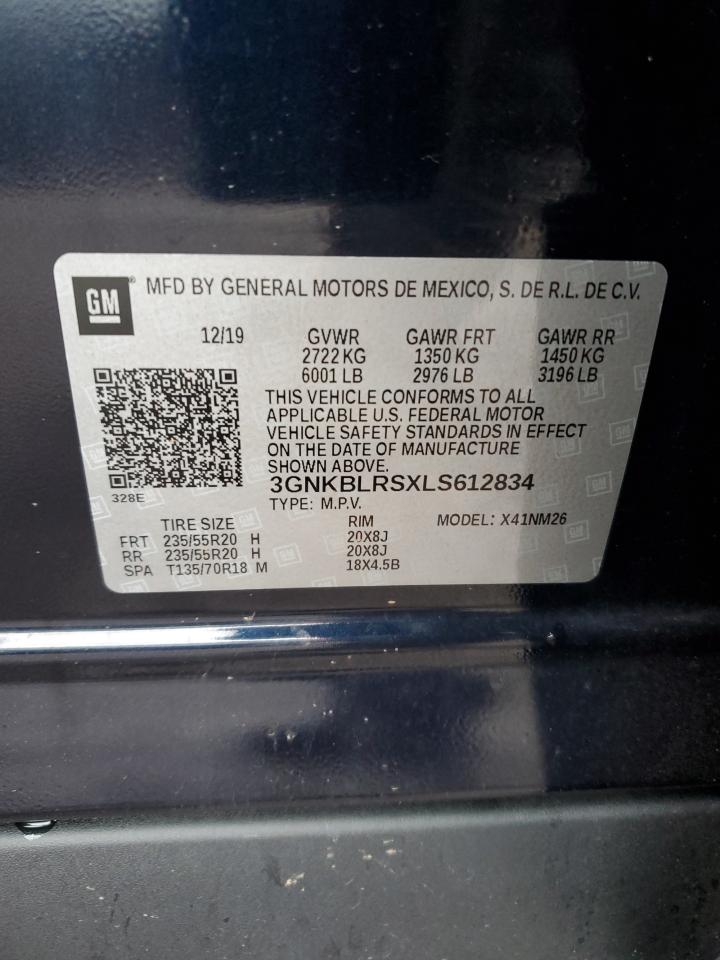 GM
MFD BY GENERAL MOTORS DE MEXICO, S. DE R.L. DE C.V.
12/19 GVWR GAWR FRT GAWR RR
2722 KG 1350 KG 1450 KG
6001 LB 2976 LB 3196 LB
THIS VEHICLE CONFORMS TO ALL
APPLICABLE U.S. FEDERAL MOTOR
VEHICLE SAFETY STANDARDS IN EFFECT
ON THE DATE OF MANUFACTURE
SHOWN ABOVE.
3GNKBLRSXLS612834
328E
TYPE: M.P.V.
TIRE SIZE RIM MODEL: X41NM26
FRT 235/55R20 H 20X8J
RR 235/55R20 H 20X8J
SPA T135/70R18 M 18X4.5B